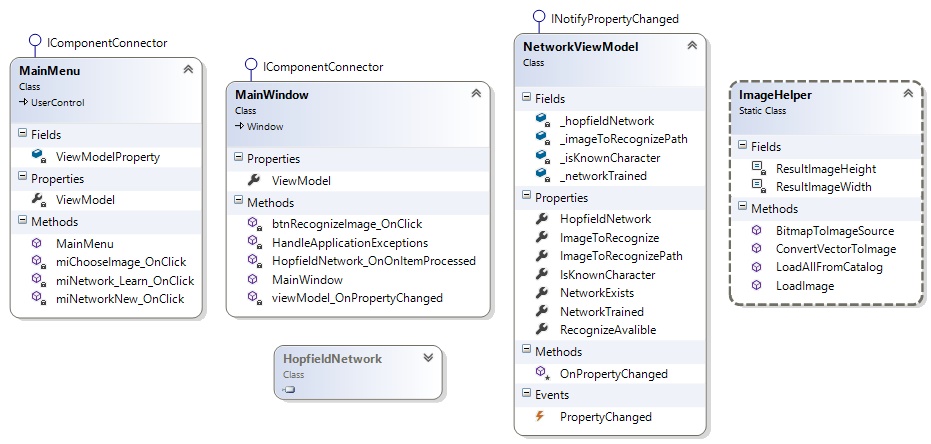 IComponentConnector
MainMenu
Class
UserControl
Fields
ViewModelProperty
Properties
ViewModel
Methods
MainMenu
miChooseImage_OnClick
miNetwork_Learn_OnClick
miNetworkNew_OnClick
IComponentConnector
MainWindow
Class
Window
Properties
ViewModel
Methods
btnRecognizeImage_OnClick
HandleApplicationExceptions
HopfieldNetwork_OnOnItemProcessed
MainWindow
viewModel_OnPropertyChanged
HopfieldNetwork
Class
INotifyPropertyChanged
NetworkViewModel
Class
Fields
_hopfieldNetwork
_imageToRecognizePath
_isKnownCharacter
_networkTrained
Properties
HopfieldNetwork
ImageToRecognize
ImageToRecognizePath
IsKnownCharacter
NetworkExists
NetworkTrained
RecognizeAvalible
Methods
OnPropertyChanged
Events
PropertyChanged
ImageHelper
Static Class
Fields
ResultImageHeight
ResultImageWidth
Methods
BitmapToImageSource
ConvertVectorToImage
LoadAllFromCatalog
LoadImage